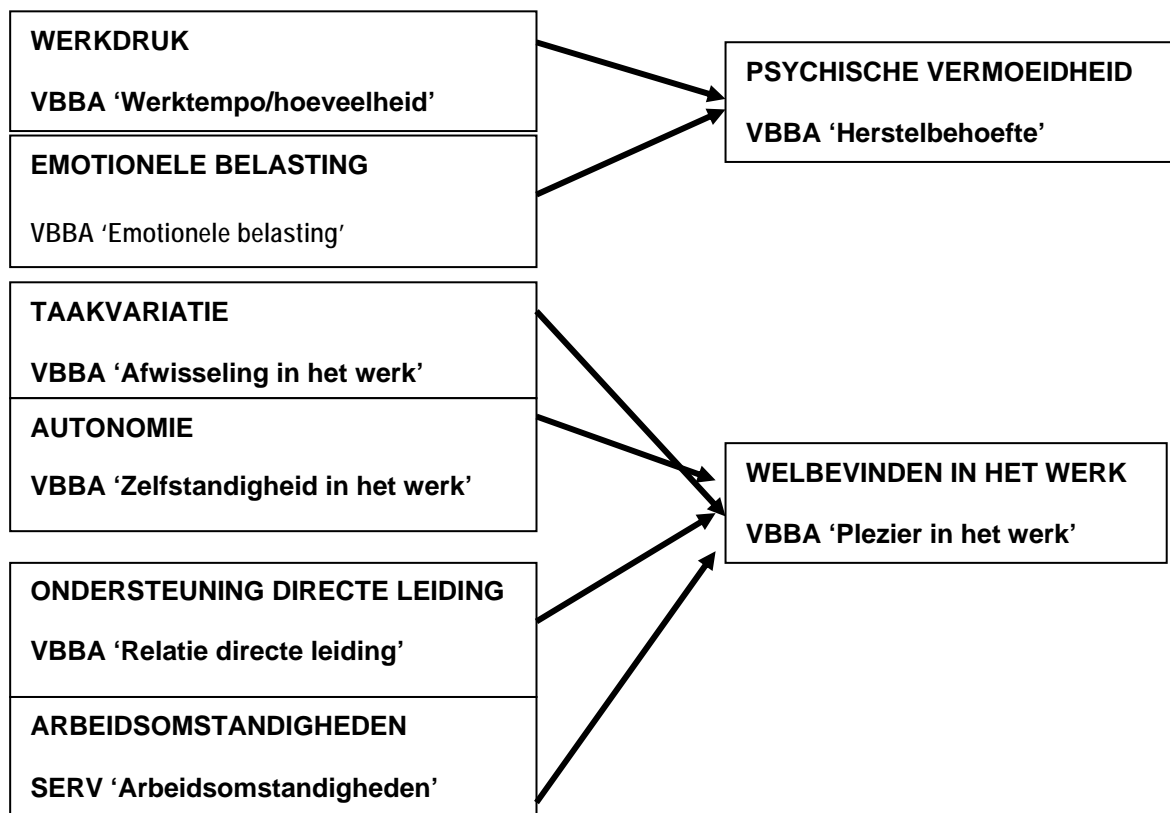 WERKDRUK
VBBA ‘Werktempo/hoeveelheid’
EMOTIONELE BELASTING
VBBA ‘Emotionele belasting’
TAAKVARIATIE
VBBA ‘Afwisseling in het werk’
AUTONOMIE
VBBA ‘Zelfstandigheid in het werk’
ONDERSTEUNING DIRECTE LEIDING
VBBA ‘Relatie directe leiding’
ARBEIDSOMSTANDIGHEDEN
SERV ‘Arbeidsomstandigheden’
PSYCHISCHE VERMOEIDHEID
VBBA ‘Herstelbehoefte’
WELBEVINDEN IN HET WERK
VBBA ‘Plezier in het werk’